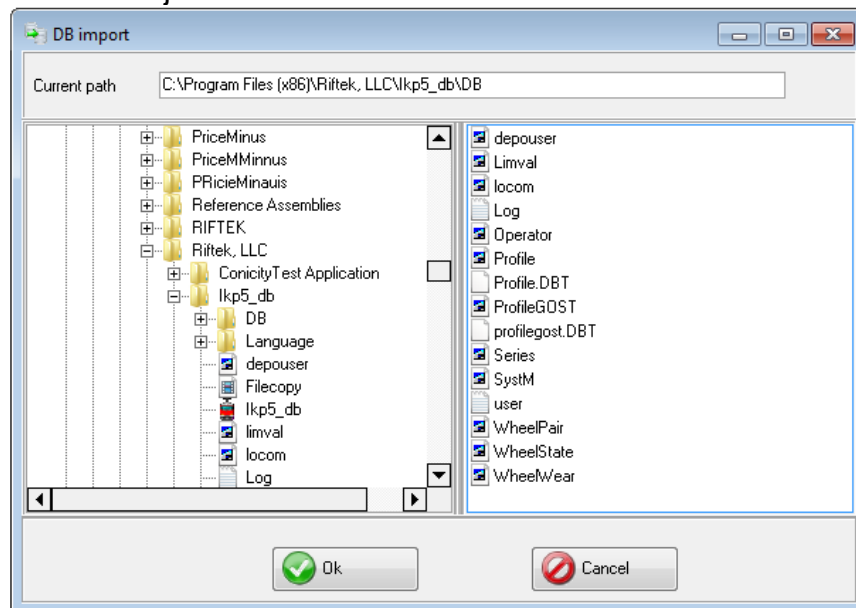 DB import
Current path
C:\Program Files (x86)\Riftek, LLC\Ikp5_db\DB
PriceMinus
PriceMMinnus
PRicieMinauis
Reference Assemblies
RIFTEK
Riftek, LLC
ConicityTest Application
Ikp5_db
DB
Language
depouser
Filecopy
Ikp5_db
limval
locom
Log
depouser
Limval
locom
Log
Operator
Profile
Profile.DBT
ProfileGOST
profilegost.DBT
Series
SystM
user
WheelPair
WheelState
WheelWear
Ok
Cancel